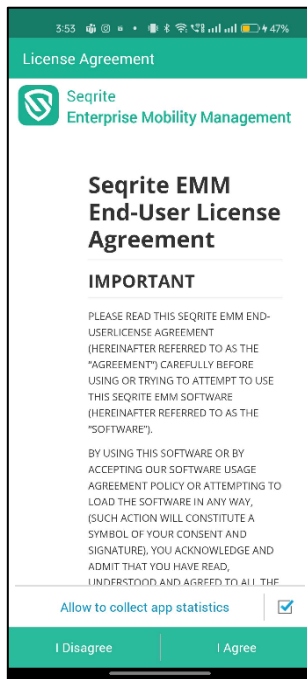 3:53 47%
License Agreement
Seqrite
Enterprise Mobility Management
Seqrite EMM
End-User License
Agreement
IMPORTANT
PLEASE READ THIS SEQRITE EMM END-
USERLICENSE AGREEMENT
(HEREINAFTER REFERRED TO AS THE
"AGREEMENT") CAREFULLY BEFORE
USING OR TRYING TO ATTEMPT TO USE
THIS SEQRITE EMM SOFTWARE
(HEREINAFTER REFERRED TO AS THE
"SOFTWARE").
BY USING THIS SOFTWARE OR BY
ACCEPTING OUR SOFTWARE USAGE
AGREEMENT POLICY OR ATTEMPTING TO
LOAD THE SOFTWARE IN ANY WAY,
(SUCH ACTION WILL CONSTITUTE A
SYMBOL OF YOUR CONSENT AND
SIGNATURE), YOU ACKNOWLEDGE AND
ADMIT THAT YOU HAVE READ,
UNDERSTOOD AND AGREED TO ALL THE
Allow to collect app statistics
I Disagree I Agree